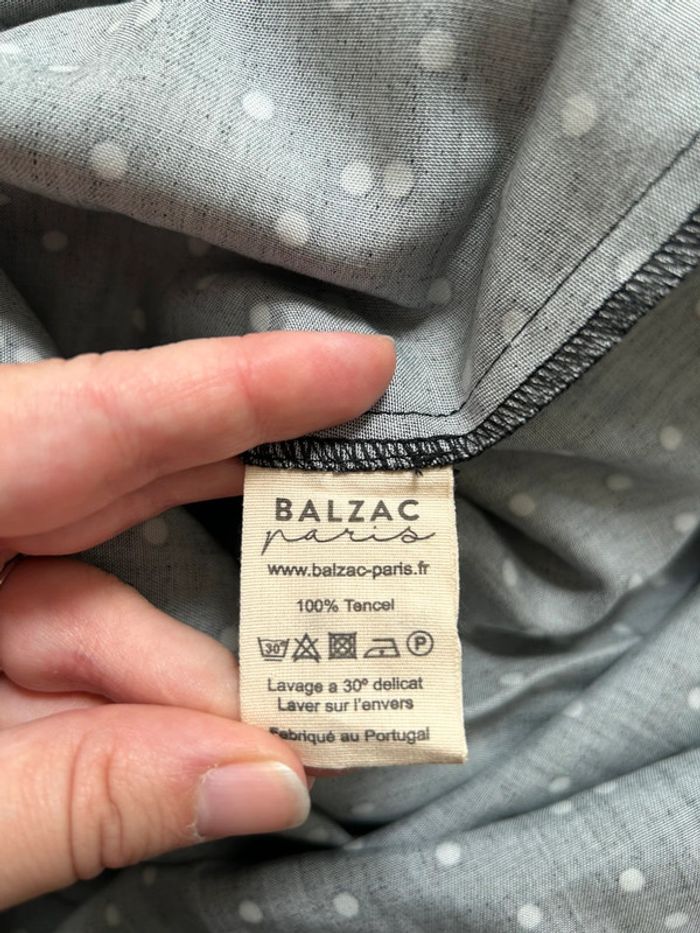 BALZAC
paris
www.balzac-paris.fr
100% Tencel
30° P
Lavage a 30° delicat
Laver sur l'envers
Fabriqué au Portugal